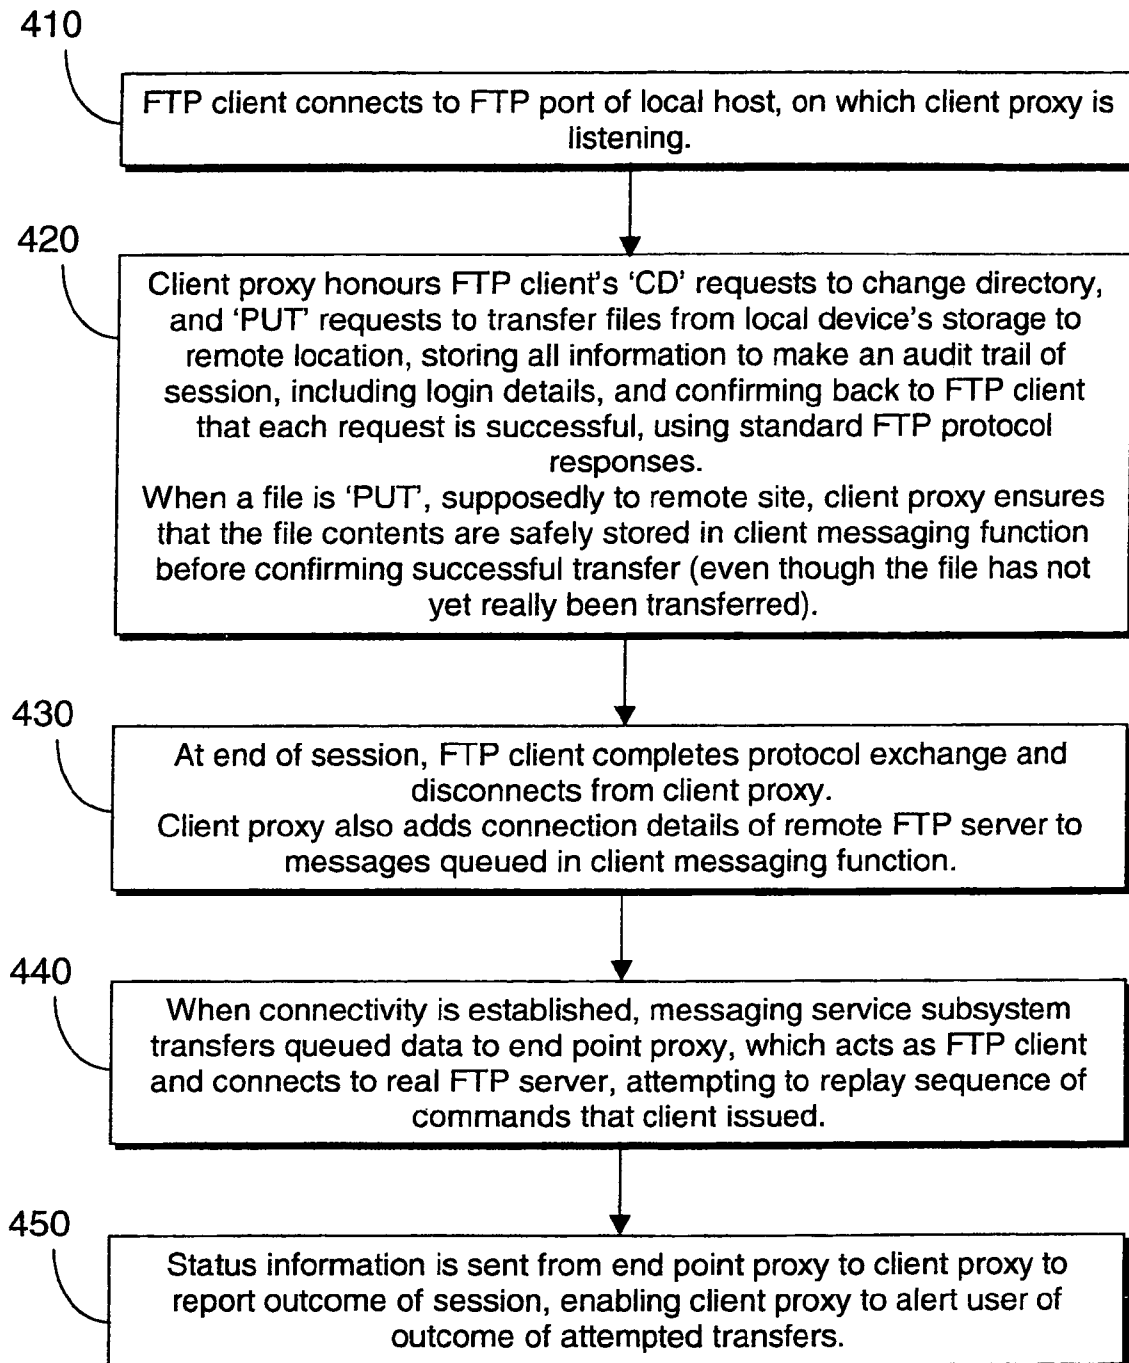 410
FTP client connects to FTP port of local host, on which client proxy is
listening.
420
Client proxy honours FTP client's 'CD' requests to change directory,
and 'PUT' requests to transfer files from local device's storage to
remote location, storing all information to make an audit trail of
session, including login details, and confirming back to FTP client
that each request is successful, using standard FTP protocol
responses.
When a file is 'PUT', supposedly to remote site, client proxy ensures
that the file contents are safely stored in client messaging function
before confirming successful transfer (even though the file has not
yet really been transferred).
430
At end of session, FTP client completes protocol exchange and
disconnects from client proxy.
Client proxy also adds connection details of remote FTP server to
messages queued in client messaging function.
440
When connectivity is established, messaging service subsystem
transfers queued data to end point proxy, which acts as FTP client
and connects to real FTP server, attempting to replay sequence of
commands that client issued.
450
Status information is sent from end point proxy to client proxy to
report outcome of session, enabling client proxy to alert user of
outcome of attempted transfers.